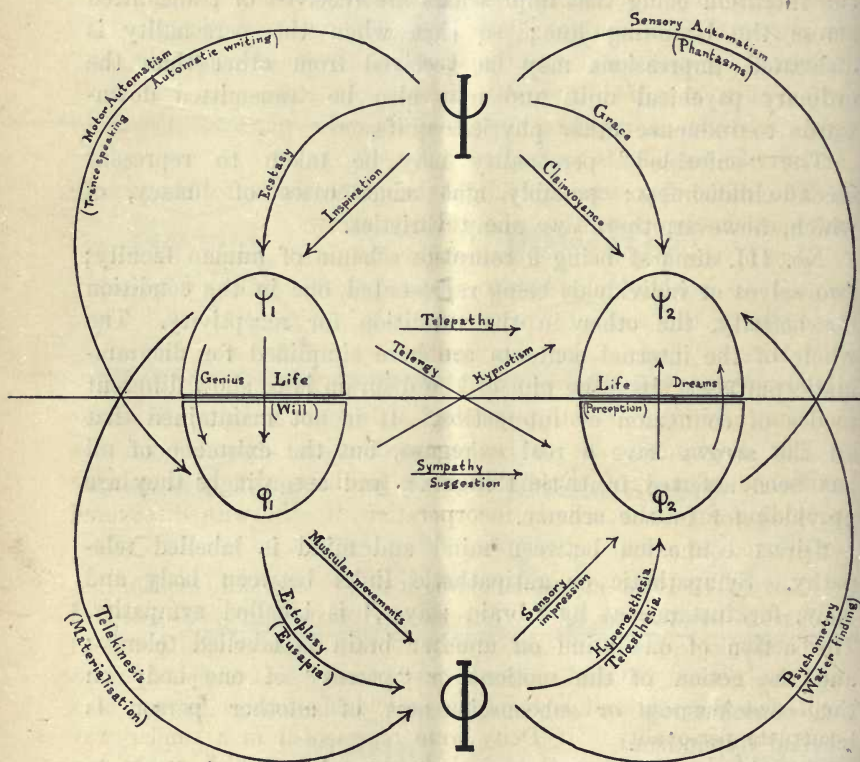 Sensory Automatism
(Phantasms)
Motor Automatism
(Trance speaking Automatic writing)
Ψ
Ecstasy
Inspiration
Grace
Clairvoyance
Ψ1
Ψ2
Telepathy
Telergy
Hypnotism
Genius
Life
(Will)
Life
Dreams
(Perception)
Sympathy
Suggestion
φ1
φ2
Muscular movements
Ectoplasy
(Eusapia)
Sensory
impression
Hyperæsthesia
Telæsthesia
Telekinesis
(Materialisation)
Psychometry
(Water finding)
Φ